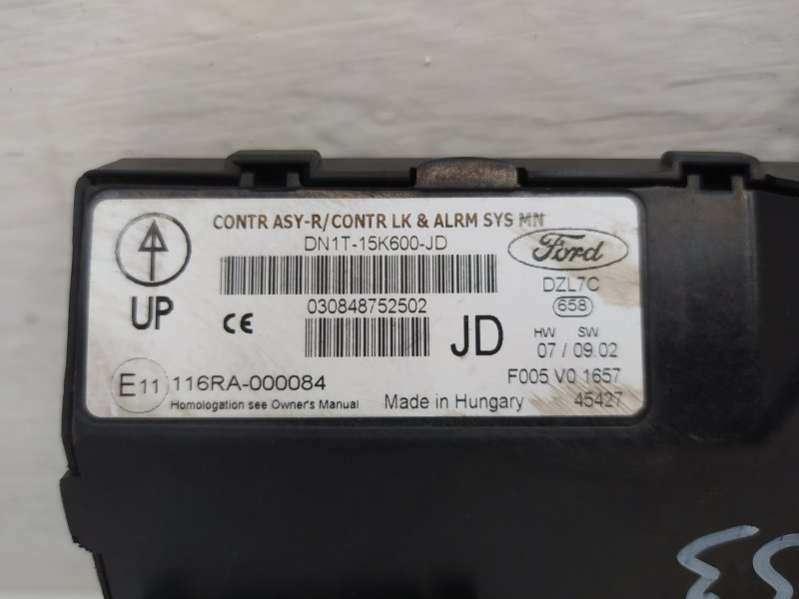 CONTR ASY-R/CONTR LK & ALRM SYS MN
DN1T-15K600-JD
Ford
UP
CE
030848752502
JD
DZL7C
658
HW SW
07 / 09.02
E11 116RA-000084
F005 V0 1657
Homologation see Owner's Manual
Made in Hungary
45427